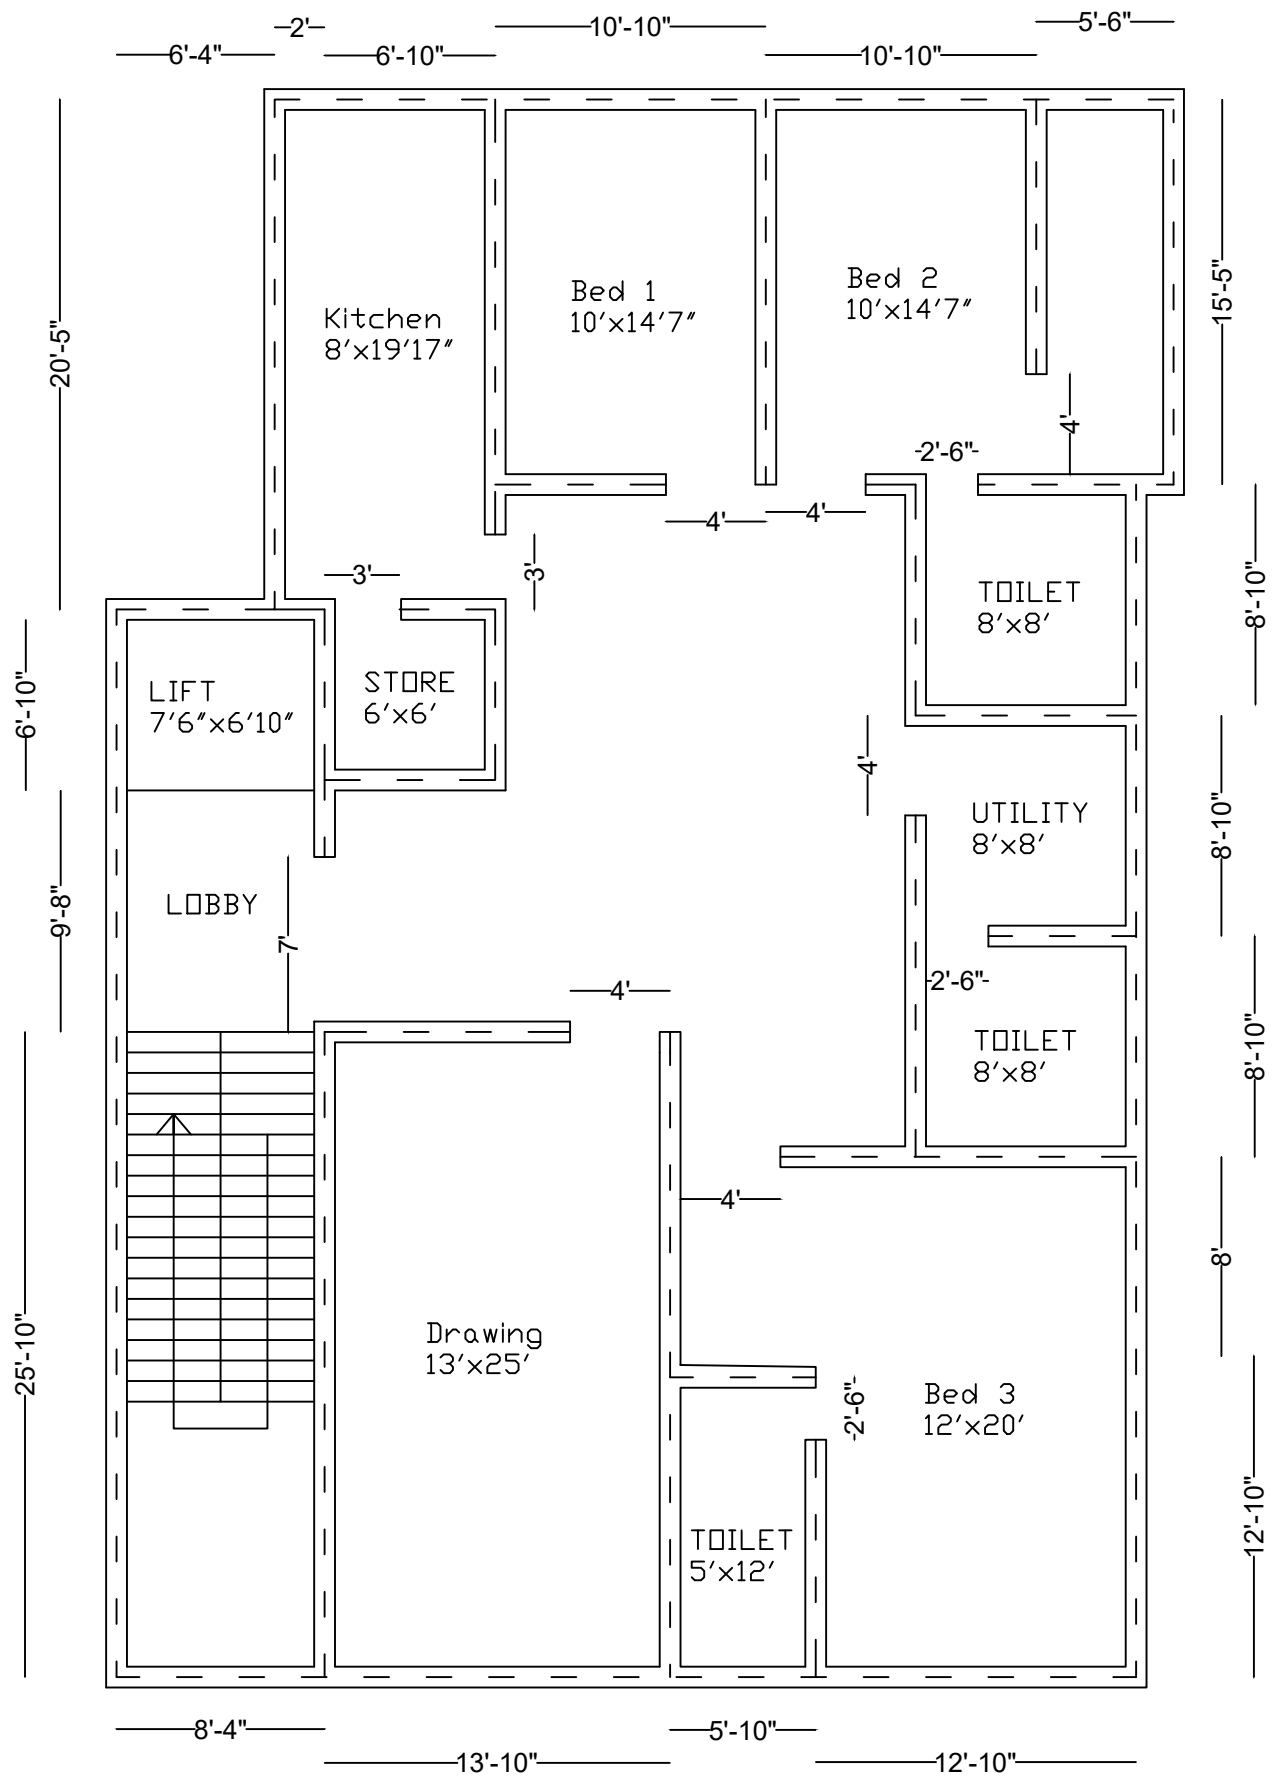 2'
10'-10"
5'-6"
6'-4"
6'-10"
10'-10"
20'-5"
15'-5"
Bed 1
10'x14'7"
Bed 2
10'x14'7"
Kitchen
8'x19'17"
4'
2'-6"
4'
4'
3'
3'
TOILET
8'x8'
8'-10"
LIFT
7'6"x6'10"
STORE
6'x6'
6'-10"
4'
UTILITY
8'x8'
8'-10"
LOBBY
9'-8"
7'
4'
2'-6"
TOILET
8'x8'
8'-10"
4'
8'
Drawing
13'x25'
25'-10"
Bed 3
12'x20'
2'-6"
TOILET
5'x12'
12'-10"
8'-4"
5'-10"
13'-10"
12'-10"